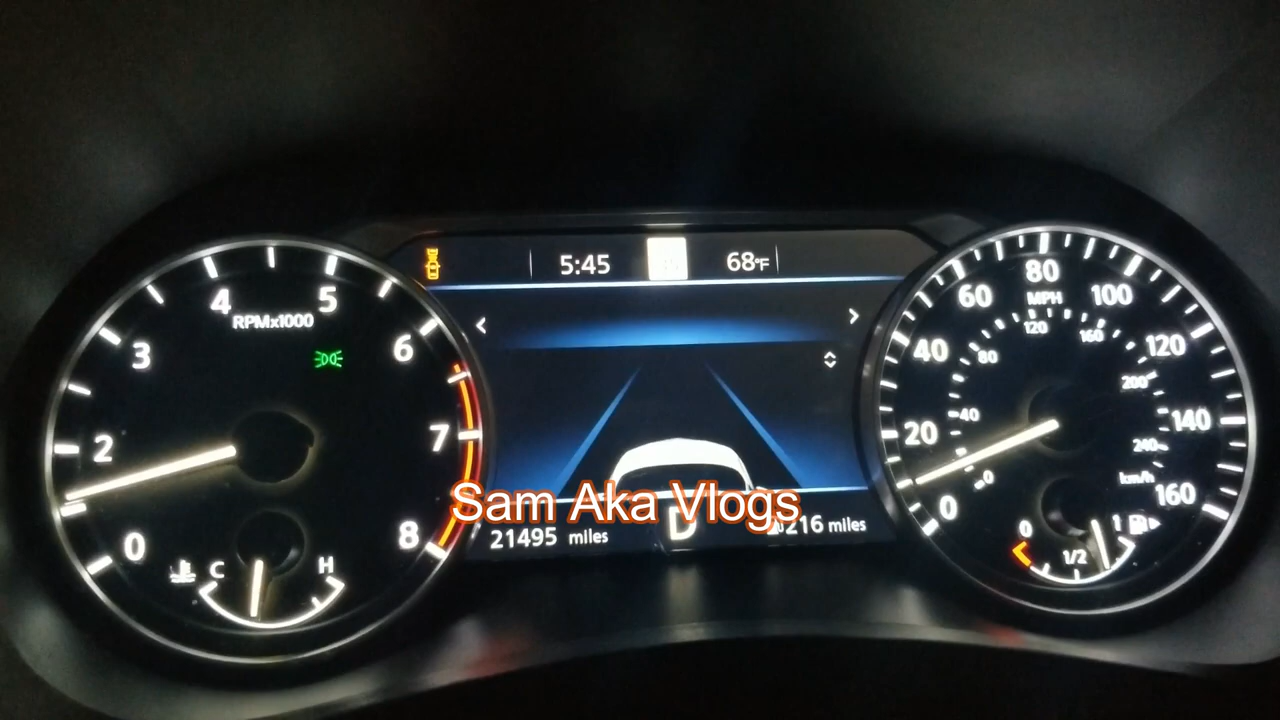 5:45
68°F
4
5
RPMx1000
3
6
2
7
0
8
C
H
80
60
MPH
100
120
160
40
80
120
200
20
40
140
240
0
km/h
0
160
0
1
1/2
Sam Aka Vlogs
21495 miles
D
216 miles